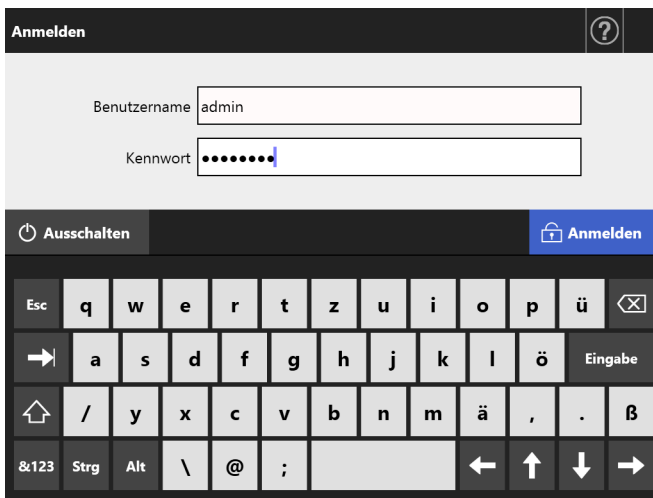 Anmelden ?
Benutzername admin
Kennwort ••••••••
Ausschalten Anmelden
Esc q w e r t z u i o p ü
a s d f g h j k l ö Eingabe
/ y x c v b n m ä , . ß
&123 Strg Alt \ @ ;